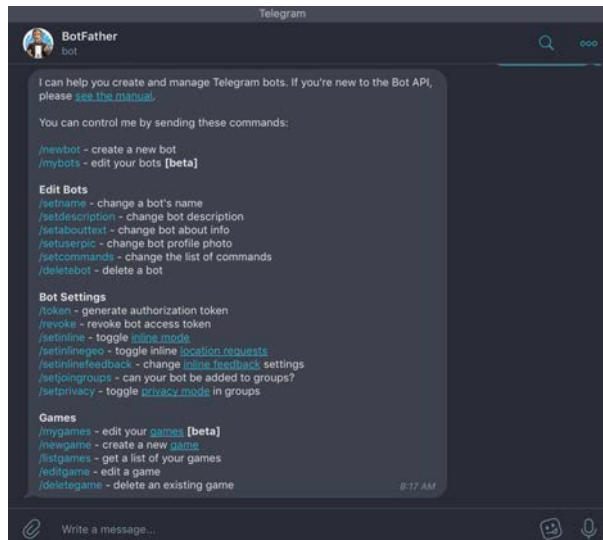 Telegram
BotFather
bot
I can help you create and manage Telegram bots. If you're new to the Bot API,
please see the manual.
You can control me by sending these commands:
/newbot - create a new bot
/mybots - edit your bots [beta]
Edit Bots
/setname - change a bot's name
/setdescription - change bot description
/setabouttext - change bot about info
/setuserpic - change bot profile photo
/setcommands - change the list of commands
/deletebot - delete a bot
Bot Settings
/token - generate authorization token
/revoke - revoke bot access token
/setinline - toggle inline mode
/setinlinegeo - toggle inline location requests
/setinlinefeedback - change inline feedback settings
/setjoingroups - can your bot be added to groups?
/setprivacy - toggle privacy mode in groups
Games
/mygames - edit your games [beta]
/newgame - create a new game
/listgames - get a list of your games
/editgame - edit a game
/deletegame - delete an existing game
8:17 AM
Write a message...